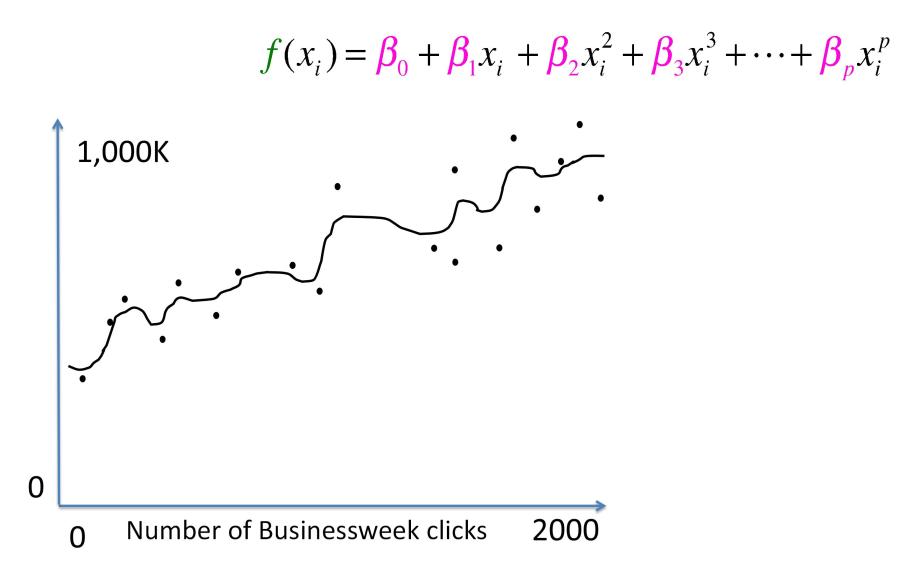 f(xᵢ) = β₀ + β₁xᵢ + β₂xᵢ² + β₃xᵢ³ + ⋯ + βₚxᵢᵖ
1,000K
0
0 Number of Businessweek clicks 2000